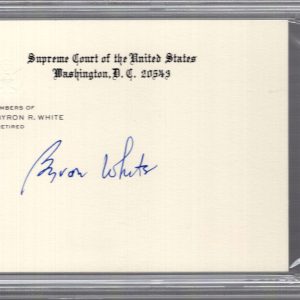 Supreme Court of the United States
Washington, D. C. 20543
MBERS OF
BYRON R. WHITE
ETIRED
Byron White